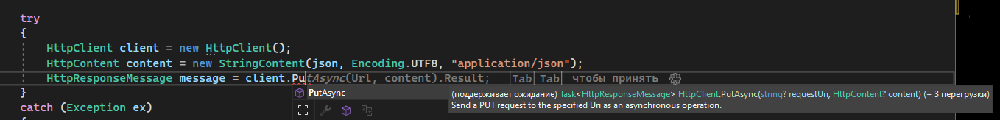 try
{
HttpClient client = new HttpClient();
HttpContent content = new StringContent(json, Encoding.UTF8, "application/json");
HttpResponseMessage message = client.PutAsync(Url, content).Result; Tab Tab чтобы принять
}
PutAsync
(поддерживает ожидание) Task<HttpResponseMessage> HttpClient.PutAsync(string? requestUri, HttpContent? content) (+ 3 перегрузки)
Send a PUT request to the specified Uri as an asynchronous operation.
catch (Exception ex)
{